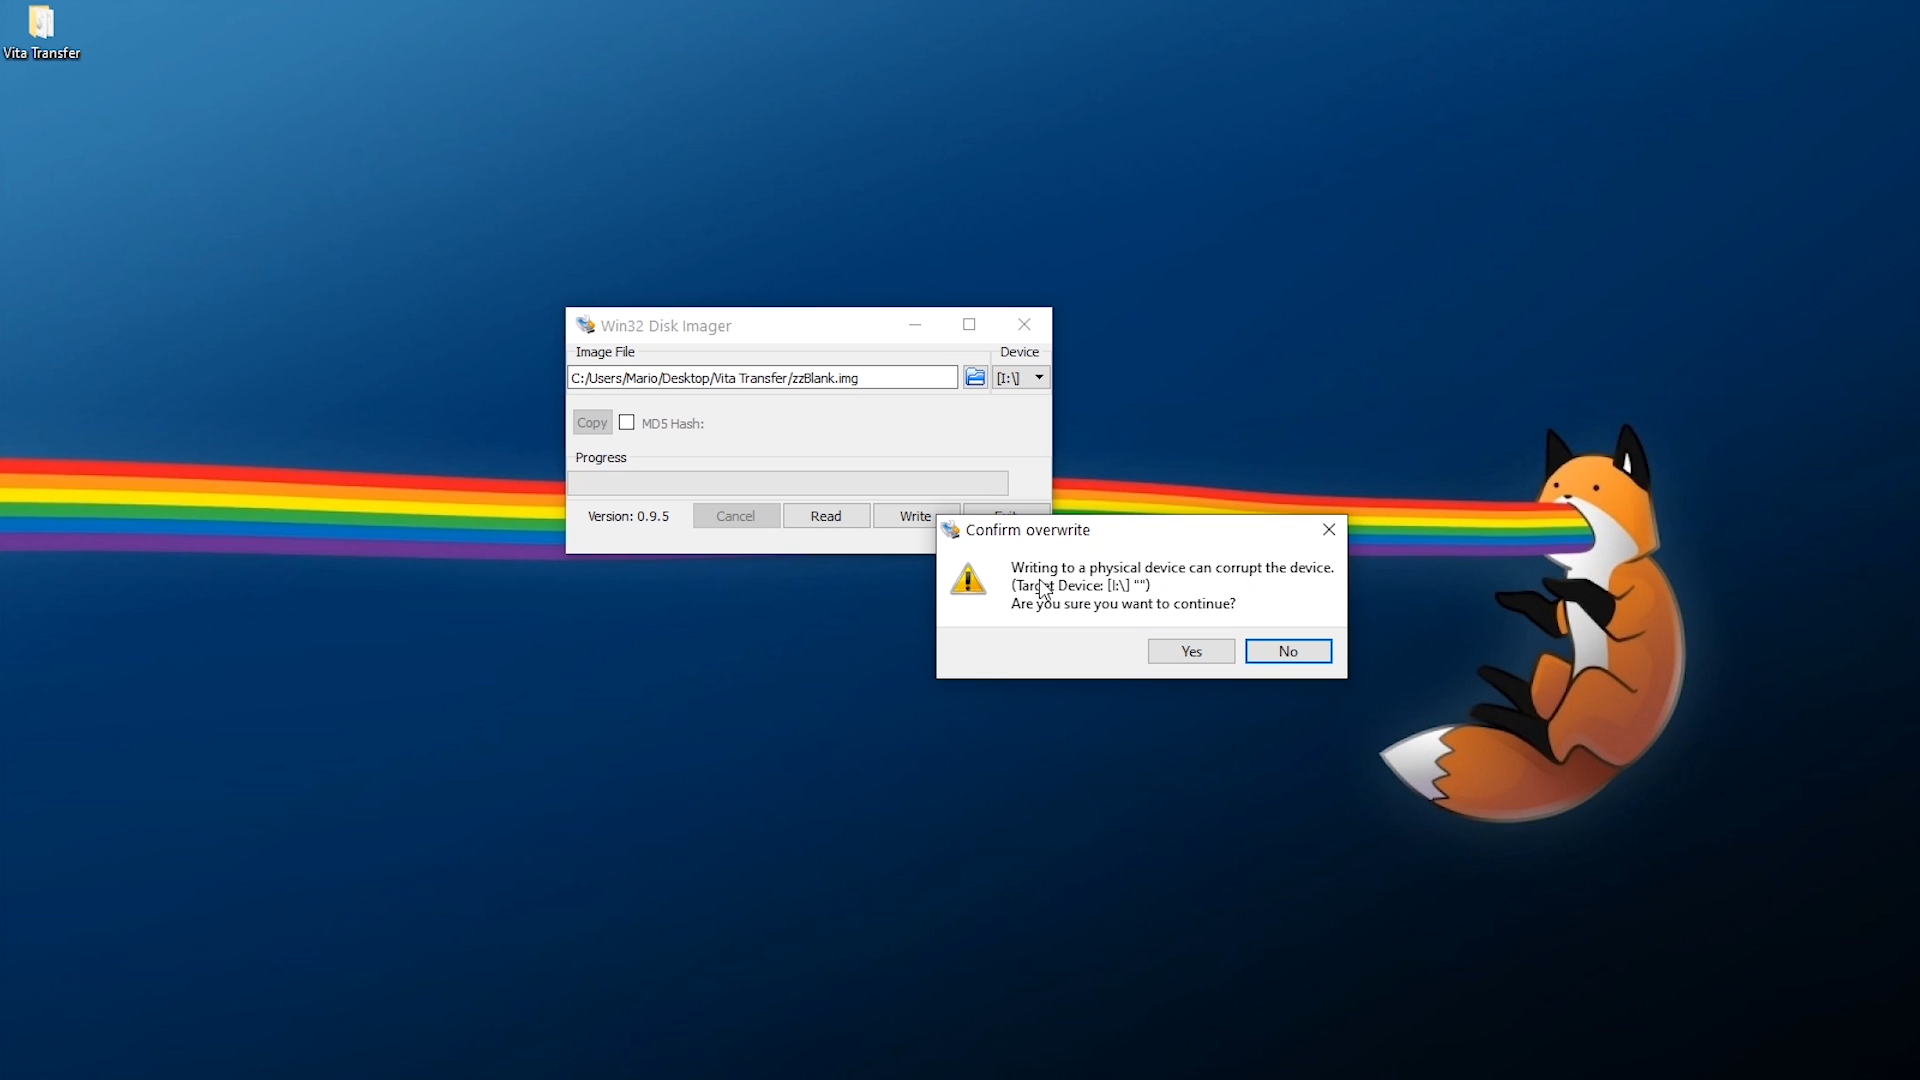 Vita Transfer
Win32 Disk Imager
Image File
Device
C:/Users/Mario/Desktop/Vita Transfer/zzBlank.img
[I:\]
Copy
MD5 Hash:
Progress
Version: 0.9.5
Cancel
Read
Write
Exit
Confirm overwrite
Writing to a physical device can corrupt the device.
(Target Device: [I:\] "")
Are you sure you want to continue?
Yes
No